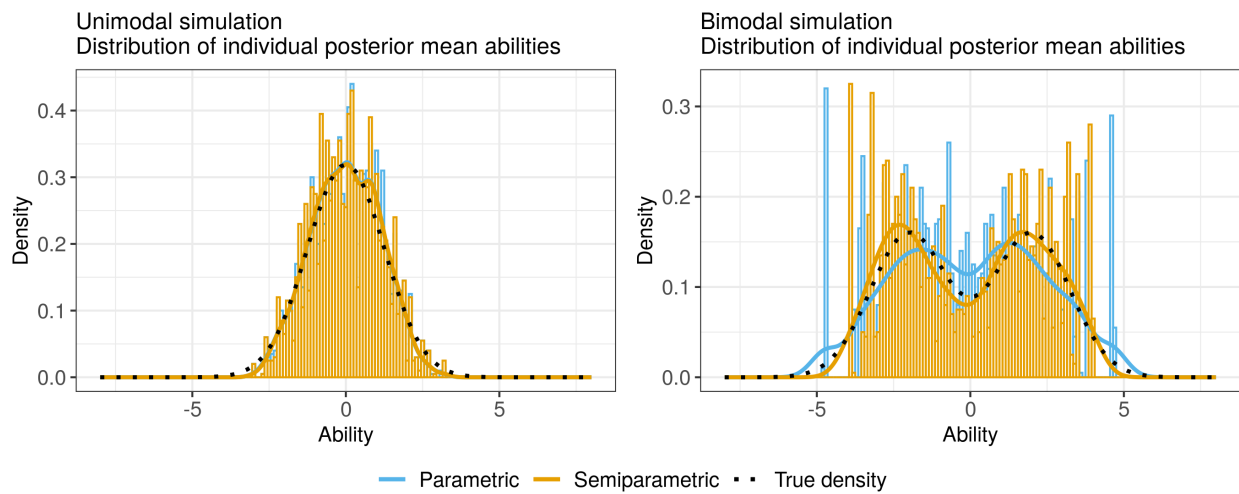 Unimodal simulation
Distribution of individual posterior mean abilities
Density
0.4
0.3
0.2
0.1
0.0
-5
0
5
Ability
Bimodal simulation
Distribution of individual posterior mean abilities
Density
0.3
0.2
0.1
0.0
-5
0
5
Ability
Parametric
Semiparametric
True density